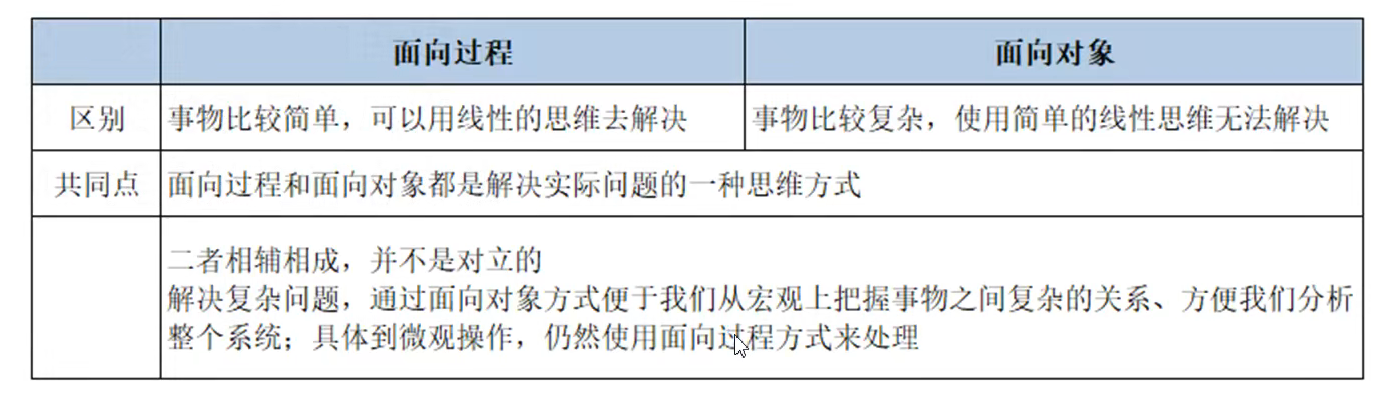 面向过程
面向对象
区别
事物比较简单，可以用线性的思维去解决
事物比较复杂，使用简单的线性思维无法解决
共同点
面向过程和面向对象都是解决实际问题的一种思维方式
二者相辅相成，并不是对立的
解决复杂问题，通过面向对象方式便于我们从宏观上把握事物之间复杂的关系、方便我们分析
整个系统；具体到微观操作，仍然使用面向过程方式来处理